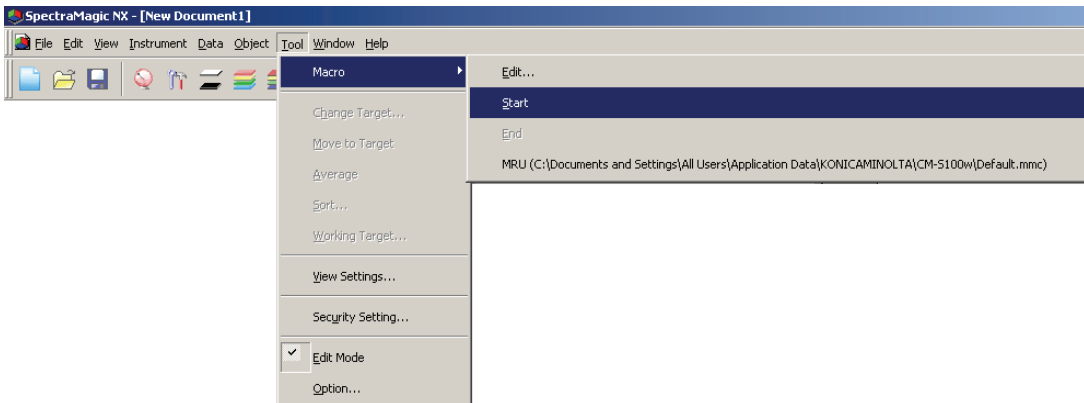 SpectraMagic NX - [New Document1]
File Edit View Instrument Data Object Tool Window Help
Macro
Edit...
Start
End
MRU (C:\Documents and Settings\All Users\Application Data\KONICAMINOLTA\CM-S100w\Default.mmc)
Change Target...
Move to Target
Average
Sort...
Working Target...
View Settings...
Security Setting...
Edit Mode
Option...